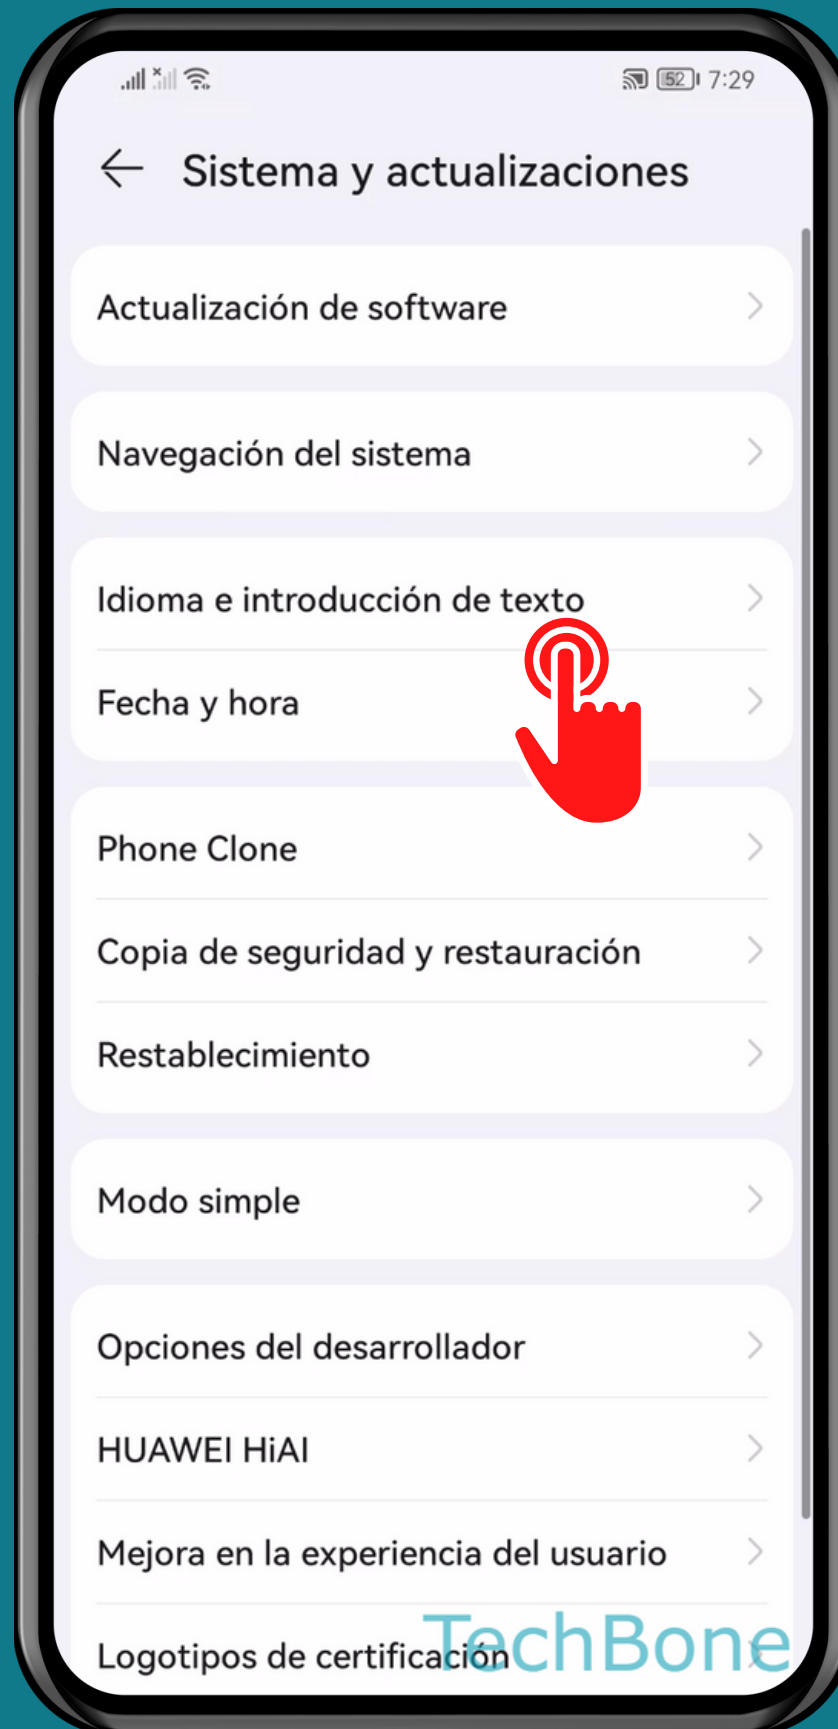 52 7:29
Sistema y actualizaciones
Actualización de software
Navegación del sistema
Idioma e introducción de texto
Fecha y hora
Phone Clone
Copia de seguridad y restauración
Restablecimiento
Modo simple
Opciones del desarrollador
HUAWEI HiAI
Mejora en la experiencia del usuario
Logotipos de certificación
TechBone